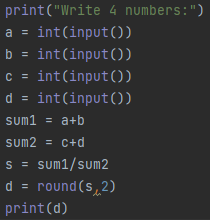 print("Write 4 numbers:")
a = int(input())
b = int(input())
c = int(input())
d = int(input())
sum1 = a+b
sum2 = c+d
s = sum1/sum2
d = round(s,2)
print(d)